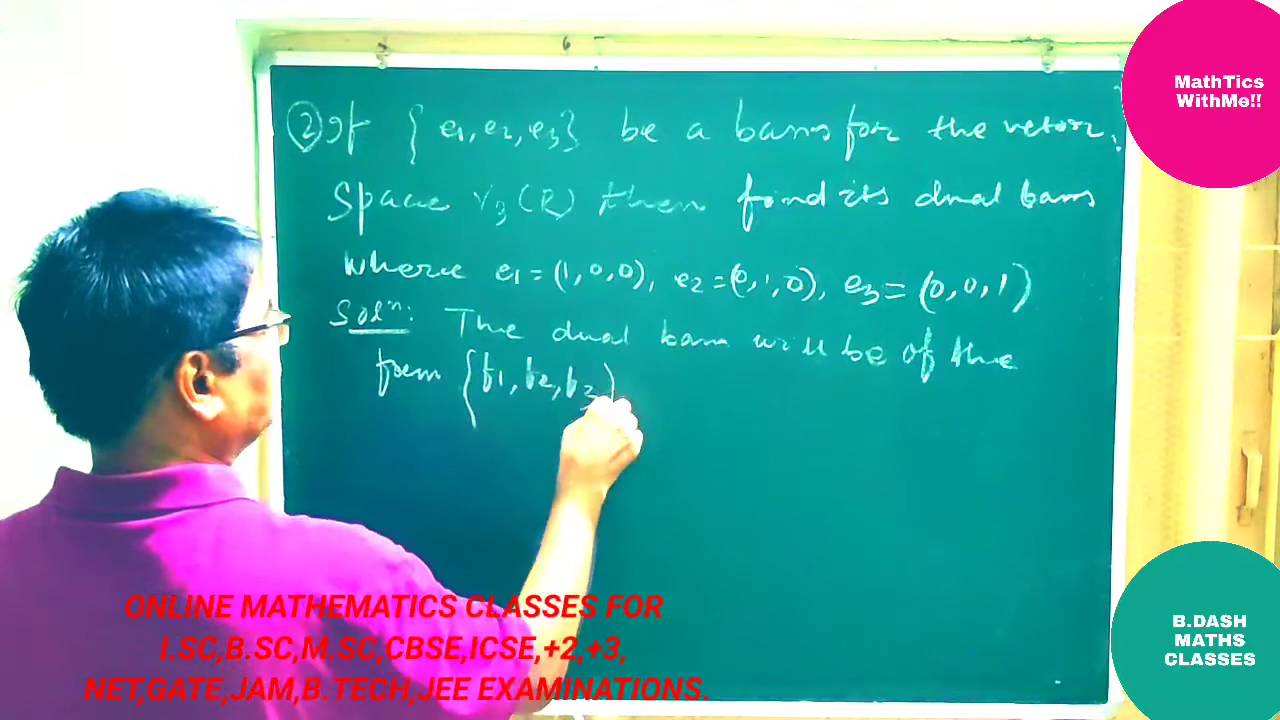 ② If {e1, e2, e3} be a basis for the vector
Space V3(R) then find its dual basis
where e1 = (1, 0, 0), e2 = (0, 1, 0), e3 = (0, 0, 1)
Solⁿ: The dual basis will be of the
form {f1, f2, f3}
MathTics
WithMe!!
ONLINE MATHEMATICS CLASSES FOR
I.SC,B.SC,M.SC,CBSE,ICSE,+2,+3,
NET,GATE,JAM,B.TECH,JEE EXAMINATIONS.
B.DASH
MATHS
CLASSES